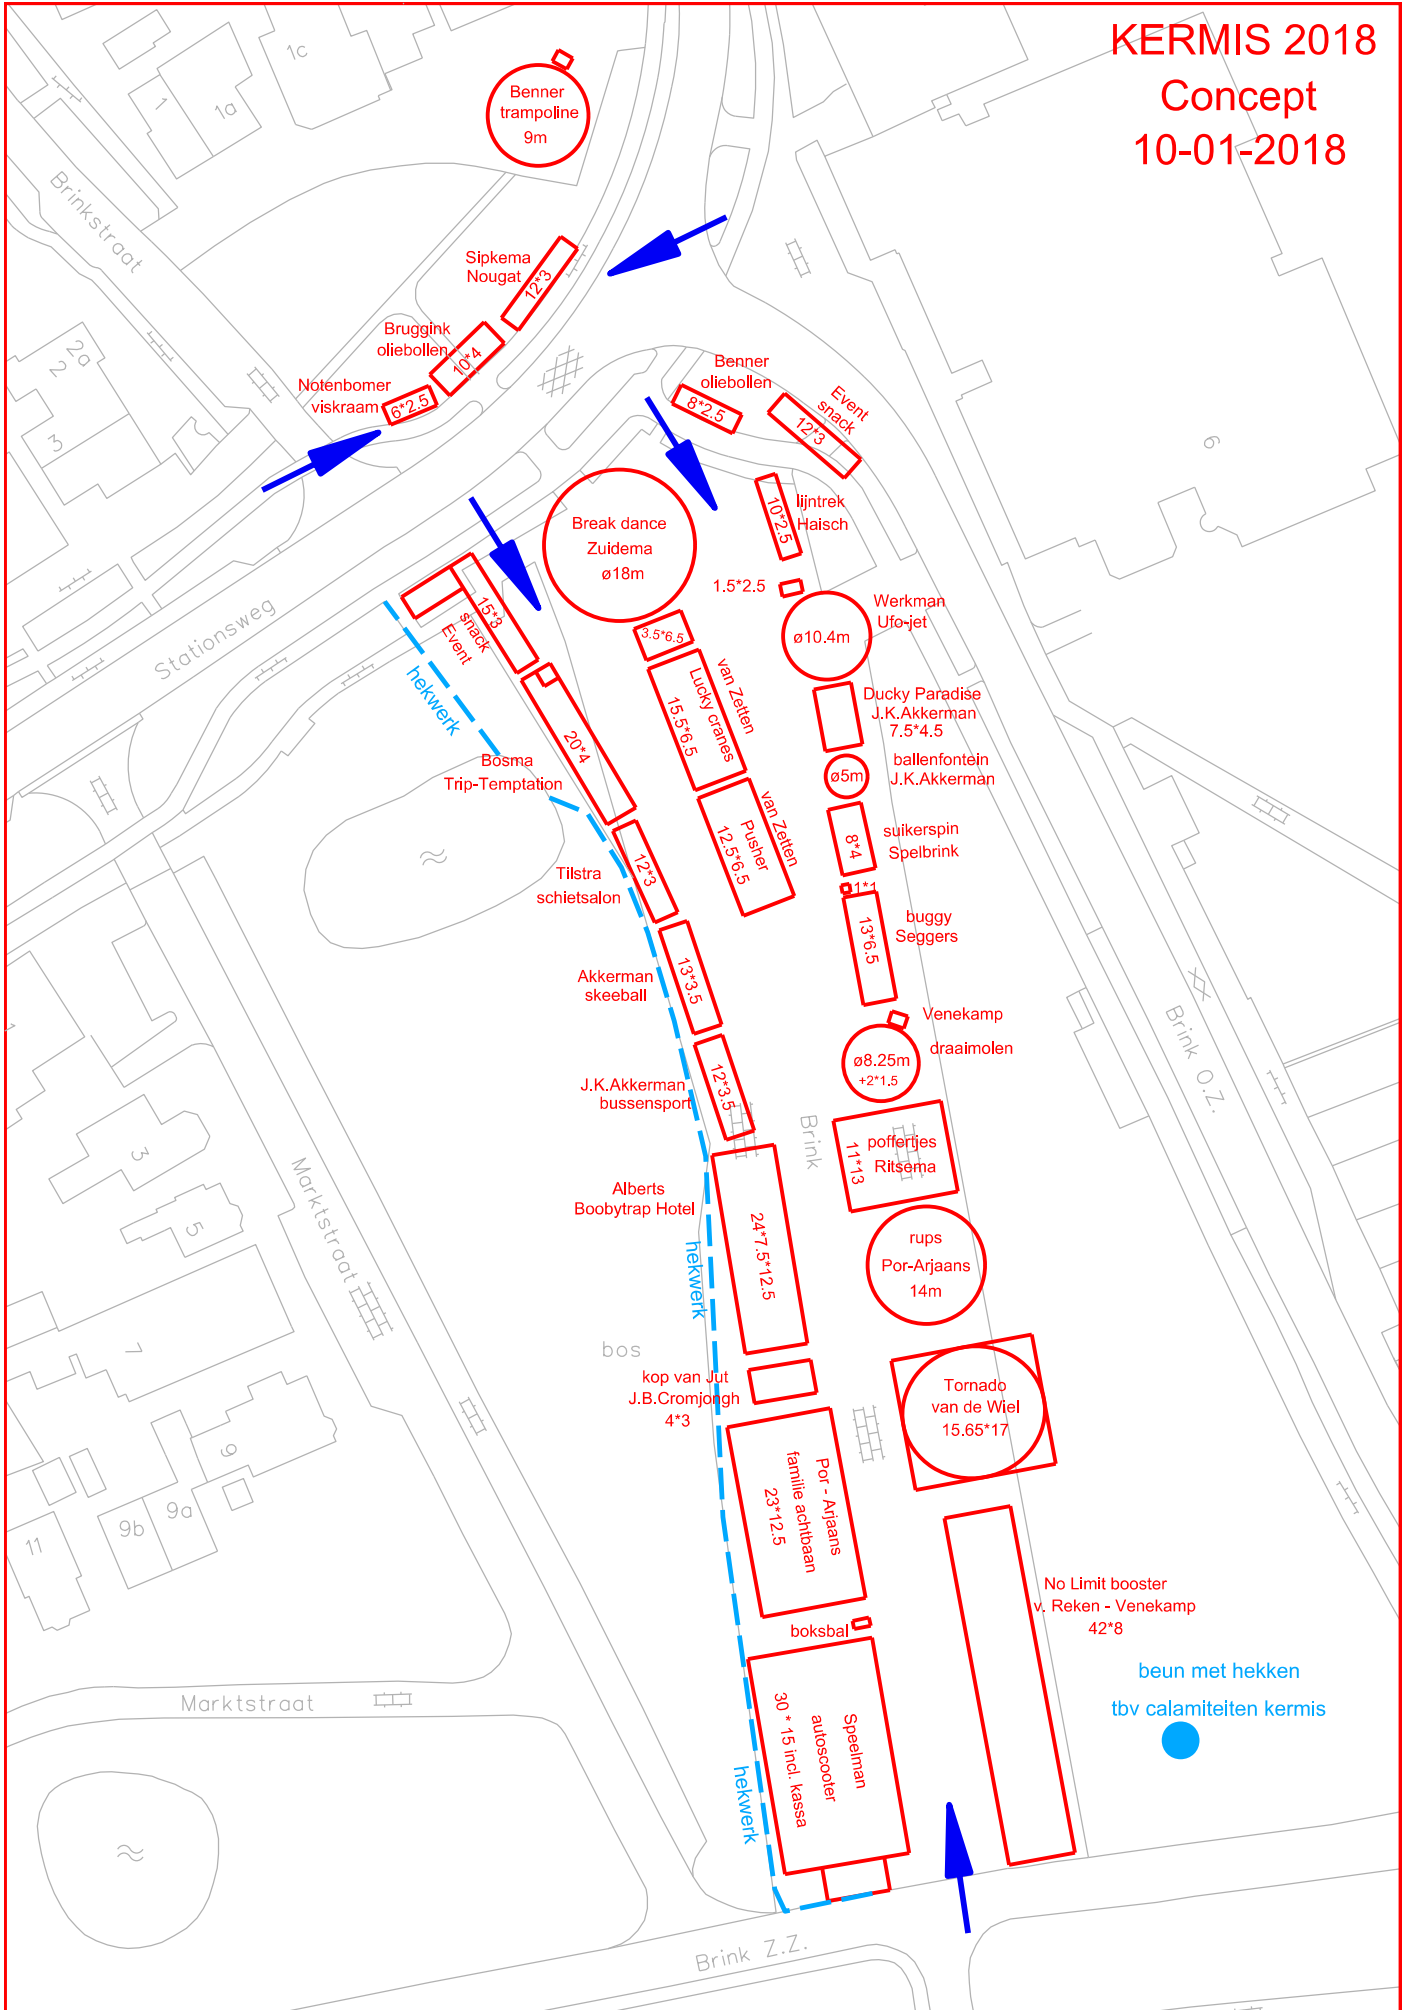 KERMIS 2018
Concept
10-01-2018
1c
1
1a
Benner
trampoline
9m
Brinkstraat
Sipkema
Nougat
12*3
Bruggink
oliebollen
10*4
2a
2
3
Notenbomer
viskraam
6*2.5
Benner
oliebollen
8*2.5
Event
snack
12*3
6
lijntrek
Haisch
10*2.5
Break dance
Zuidema
ø18m
1.5*2.5
Werkman
Ufo-jet
ø10.4m
15*3
snack
Event
Stationsweg
hekwerk
3.5*6.5
van Zetten
Lucky cranes
15.5*6.5
Ducky Paradise
J.K.Akkerman
7.5*4.5
20*4
Bosma
Trip-Temptation
ballenfontein
J.K.Akkerman
ø5m
van Zetten
Pusher
12.5*6.5
suikerspin
Spelbrink
8*4
12*3
Tilstra
schietsalon
1*1
buggy
Seggers
13*6.5
Akkerman
skeeball
13*3.5
Venekamp
draaimolen
ø8.25m
+2*1.5
Brink O.Z.
J.K.Akkerman
bussensport
12*3.5
Brink
poffertjes
Ritsema
11*13
1
3
5
7
9
9a
9b
11
Marktstraat
Alberts
Boobytrap Hotel
24*7.5*12.5
hekwerk
rups
Por-Arjaans
14m
bos
kop van Jut
J.B.Cromjongh
4*3
Tornado
van de Wiel
15.65*17
Por - Arjaans
familie achtbaan
23*12.5
No Limit booster
v. Reken - Venekamp
42*8
boksbal
beun met hekken
tbv calamiteiten kermis
Marktstraat
Speelman
autoscooter
30 * 15 incl. kassa
hekwerk
Brink Z.Z.